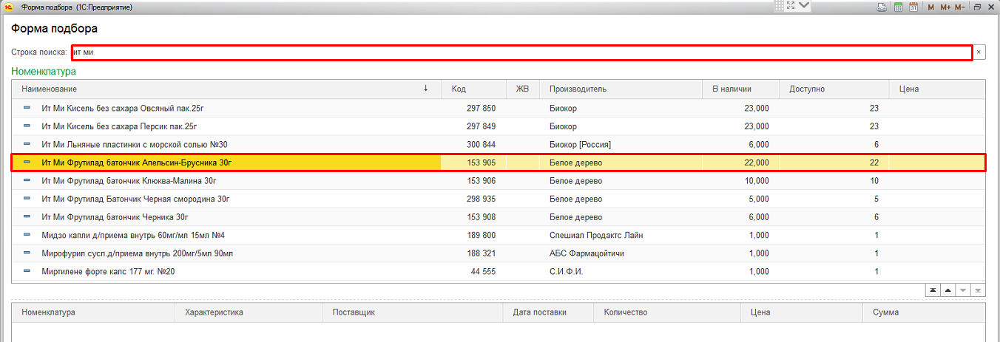 Форма подбора (1С:Предприятие) 31 M M+ M-
Форма подбора
Строка поиска: ит ми ×
Номенклатура
Наименование ↓ Код ЖВ Производитель В наличии Доступно Цена
Ит Ми Кисель без сахара Овсяный пак.25г 297 850 Биокор 23,000 23
Ит Ми Кисель без сахара Персик пак.25г 297 849 Биокор 23,000 23
Ит Ми Льняные пластинки с морской солью №30 300 844 Биокор [Россия] 6,000 6
Ит Ми Фрутилад батончик Апельсин-Брусника 30г 153 905 Белое дерево 22,000 22
Ит Ми Фрутилад батончик Клюква-Малина 30г 153 906 Белое дерево 10,000 10
Ит Ми Фрутилад Батончик Черная смородина 30г 298 935 Белое дерево 5,000 5
Ит Ми Фрутилад батончик Черника 30г 153 908 Белое дерево 6,000 6
Мидзо капли д/приема внутрь 60мг/мл 15мл №4 189 800 Спешиал Продактс Лайн 1,000 1
Мирофурил сусп.д/приема внутрь 200мг/5мл 90мл 188 321 АБС Фармацойтичи 1,000 1
Миртилене форте капс 177 мг. №20 44 555 С.И.Ф.И. 1,000 1
Номенклатура Характеристика Поставщик Дата поставки Количество Цена Сумма